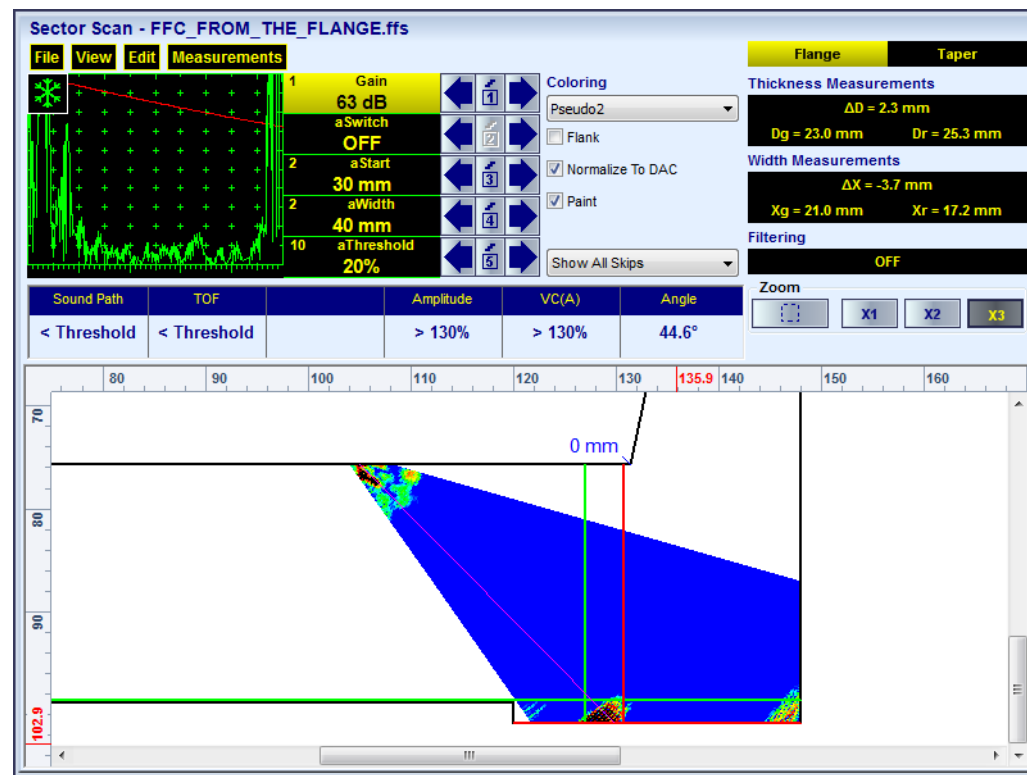 Sector Scan - FFC_FROM_THE_FLANGE.ffs
File View Edit Measurements
1 Gain
63 dB
1
aSwitch
OFF
2
2 aStart
30 mm
3
2 aWidth
40 mm
4
10 aThreshold
20%
5
Coloring
Pseudo2
Flank
Normalize To DAC
Paint
Show All Skips
Flange Taper
Thickness Measurements
ΔD = 2.3 mm
Dg = 23.0 mm Dr = 25.3 mm
Width Measurements
ΔX = -3.7 mm
Xg = 21.0 mm Xr = 17.2 mm
Filtering
OFF
Zoom
X1 X2 X3
Sound Path TOF Amplitude VC(A) Angle
< Threshold < Threshold > 130% > 130% 44.6°
80 90 100 110 120 130 135.9 140 150 160
70
0 mm
80
90
102.9